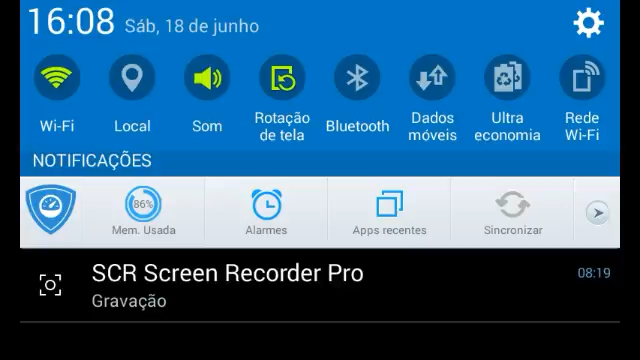 16:08 Sáb, 18 de junho
Wi-Fi Local Som Rotação de tela Bluetooth Dados móveis Ultra economia Rede Wi-Fi
NOTIFICAÇÕES
86%
Mem. Usada Alarmes Apps recentes Sincronizar
SCR Screen Recorder Pro 08:19
Gravação